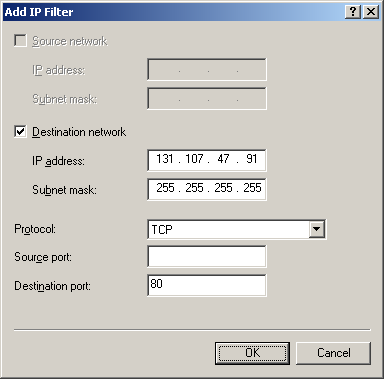 Add IP Filter
Source network
IP address:
. . .
Subnet mask:
. . .
Destination network
IP address: 131 . 107 . 47 . 91
Subnet mask: 255 . 255 . 255 . 255
Protocol: TCP
Source port:
Destination port: 80
OK Cancel